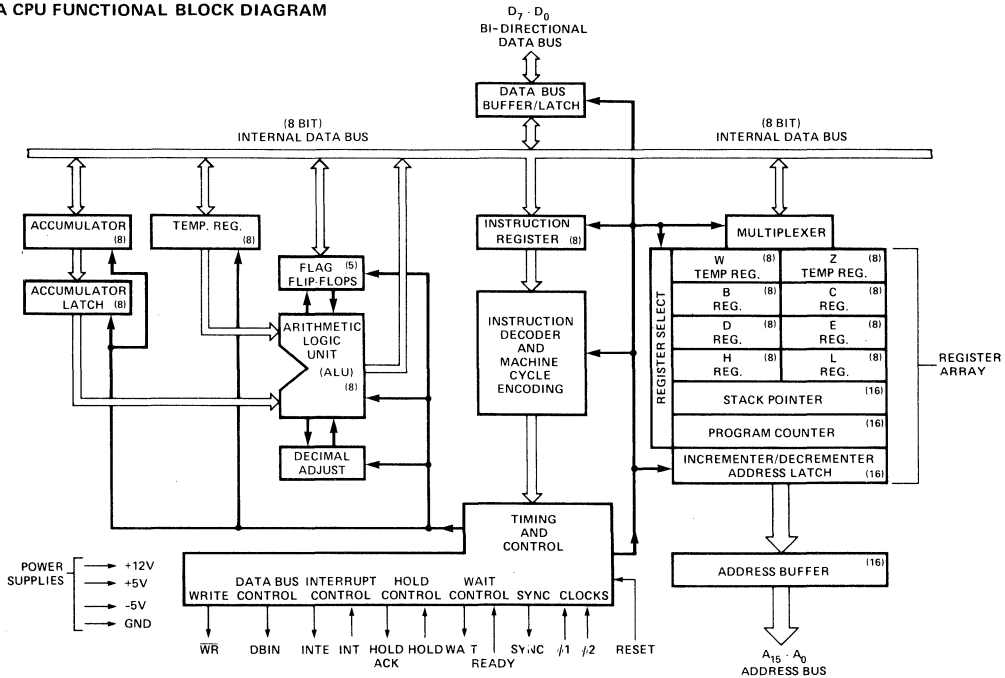 A CPU FUNCTIONAL BLOCK DIAGRAM
D7 - D0
BI-DIRECTIONAL
DATA BUS
DATA BUS
BUFFER/LATCH
(8 BIT)
INTERNAL DATA BUS
(8 BIT)
INTERNAL DATA BUS
ACCUMULATOR
(8)
TEMP. REG.
(8)
INSTRUCTION
REGISTER (8)
MULTIPLEXER
ACCUMULATOR
LATCH (8)
FLAG (5)
FLIP-FLOPS
ARITHMETIC
LOGIC
UNIT
(ALU)
(8)
DECIMAL
ADJUST
INSTRUCTION
DECODER
AND
MACHINE
CYCLE
ENCODING
REGISTER SELECT
W (8)
TEMP REG.
Z (8)
TEMP REG.
B (8)
REG.
C (8)
REG.
D (8)
REG.
E (8)
REG.
H (8)
REG.
L (8)
REG.
STACK POINTER (16)
PROGRAM COUNTER (16)
INCREMENTER/DECREMENTER
ADDRESS LATCH (16)
REGISTER
ARRAY
TIMING
AND
CONTROL
ADDRESS BUFFER (16)
POWER
SUPPLIES
+12V
+5V
-5V
GND
WRITE
DATA BUS
CONTROL
INTERRUPT
CONTROL
HOLD
CONTROL
WAIT
CONTROL
SYNC
CLOCKS
WR
DBIN
INTE
INT
HOLD
ACK
HOLD
WAIT
READY
SYNC
ϕ1
ϕ2
RESET
A15 - A0
ADDRESS BUS